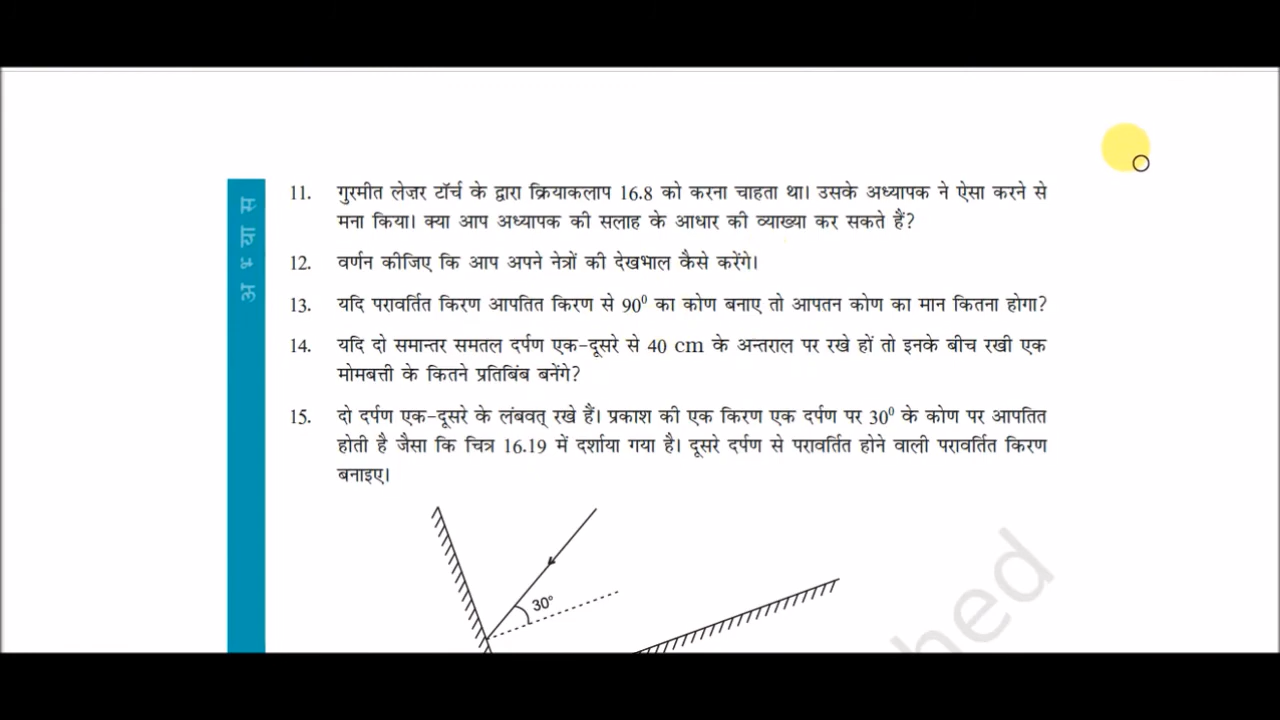 अभ्यास
11. गुरमीत लेज़र टॉर्च के द्वारा क्रियाकलाप 16.8 को करना चाहता था। उसके अध्यापक ने ऐसा करने से
मना किया। क्या आप अध्यापक की सलाह के आधार की व्याख्या कर सकते हैं?
12. वर्णन कीजिए कि आप अपने नेत्रों की देखभाल कैसे करेंगे।
13. यदि परावर्तित किरण आपतित किरण से 90⁰ का कोण बनाए तो आपतन कोण का मान कितना होगा?
14. यदि दो समान्तर समतल दर्पण एक-दूसरे से 40 cm के अन्तराल पर रखे हों तो इनके बीच रखी एक
मोमबत्ती के कितने प्रतिबिंब बनेंगे?
15. दो दर्पण एक-दूसरे के लंबवत् रखे हैं। प्रकाश की एक किरण एक दर्पण पर 30⁰ के कोण पर आपतित
होती है जैसा कि चित्र 16.19 में दर्शाया गया है। दूसरे दर्पण से परावर्तित होने वाली परावर्तित किरण
बनाइए।
30°
hed